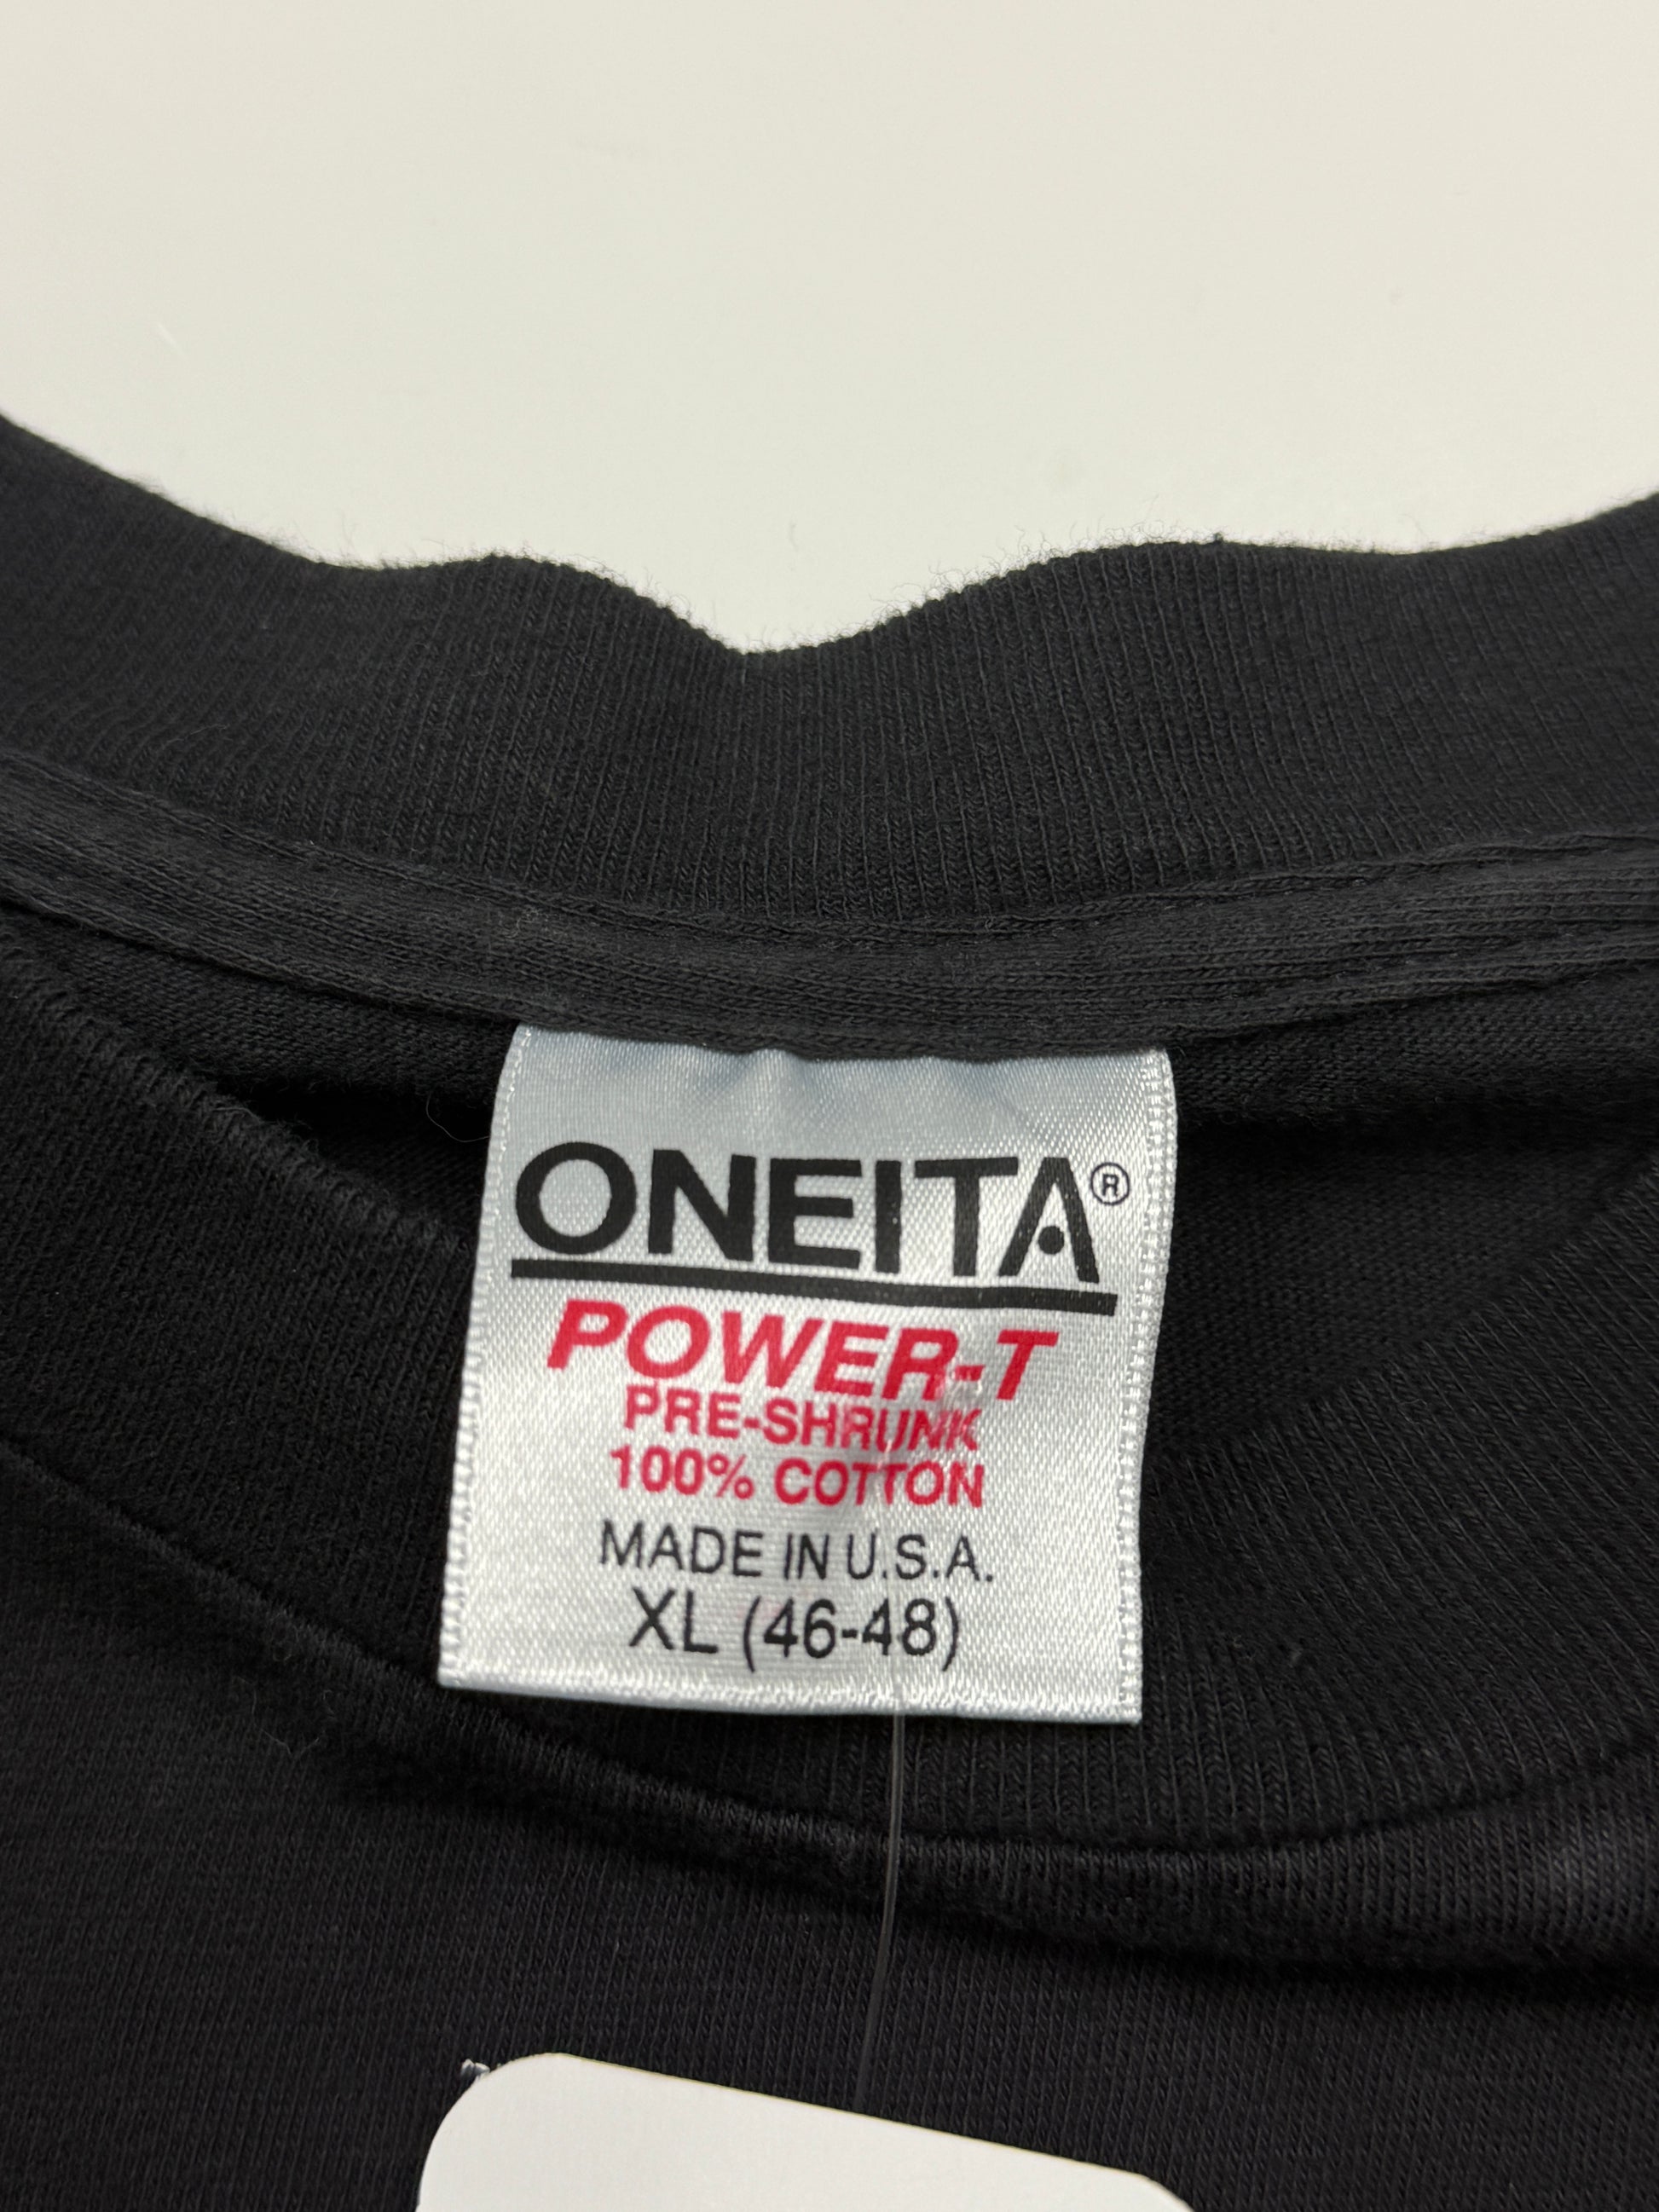 ONEITA®
POWER-T
PRE-SHRUNK
100% COTTON
MADE IN U.S.A.
XL (46-48)